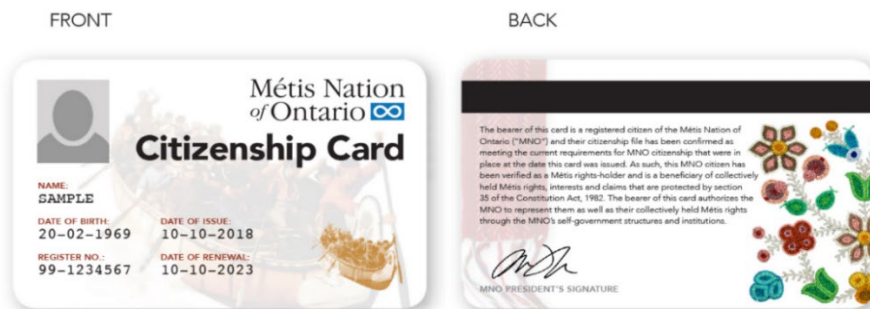 FRONT
BACK
Métis Nation
of Ontario
Citizenship Card
NAME:
SAMPLE
DATE OF BIRTH:
20-02-1969
DATE OF ISSUE:
10-10-2018
REGISTER NO.:
99-1234567
DATE OF RENEWAL:
10-10-2023
The bearer of this card is a registered citizen of the Métis Nation of
Ontario ("MNO") and their citizenship file has been confirmed as
meeting the current requirements for MNO citizenship that were in
place at the date this card was issued. As such, this MNO citizen has
been verified as a Métis rights-holder and is a beneficiary of collectively
held Métis rights, interests and claims that are protected by section
35 of the Constitution Act, 1982. The bearer of this card authorizes the
MNO to represent them as well as their collectively held Métis rights
through the MNO's self-government structures and institutions.
MNO PRESIDENT'S SIGNATURE